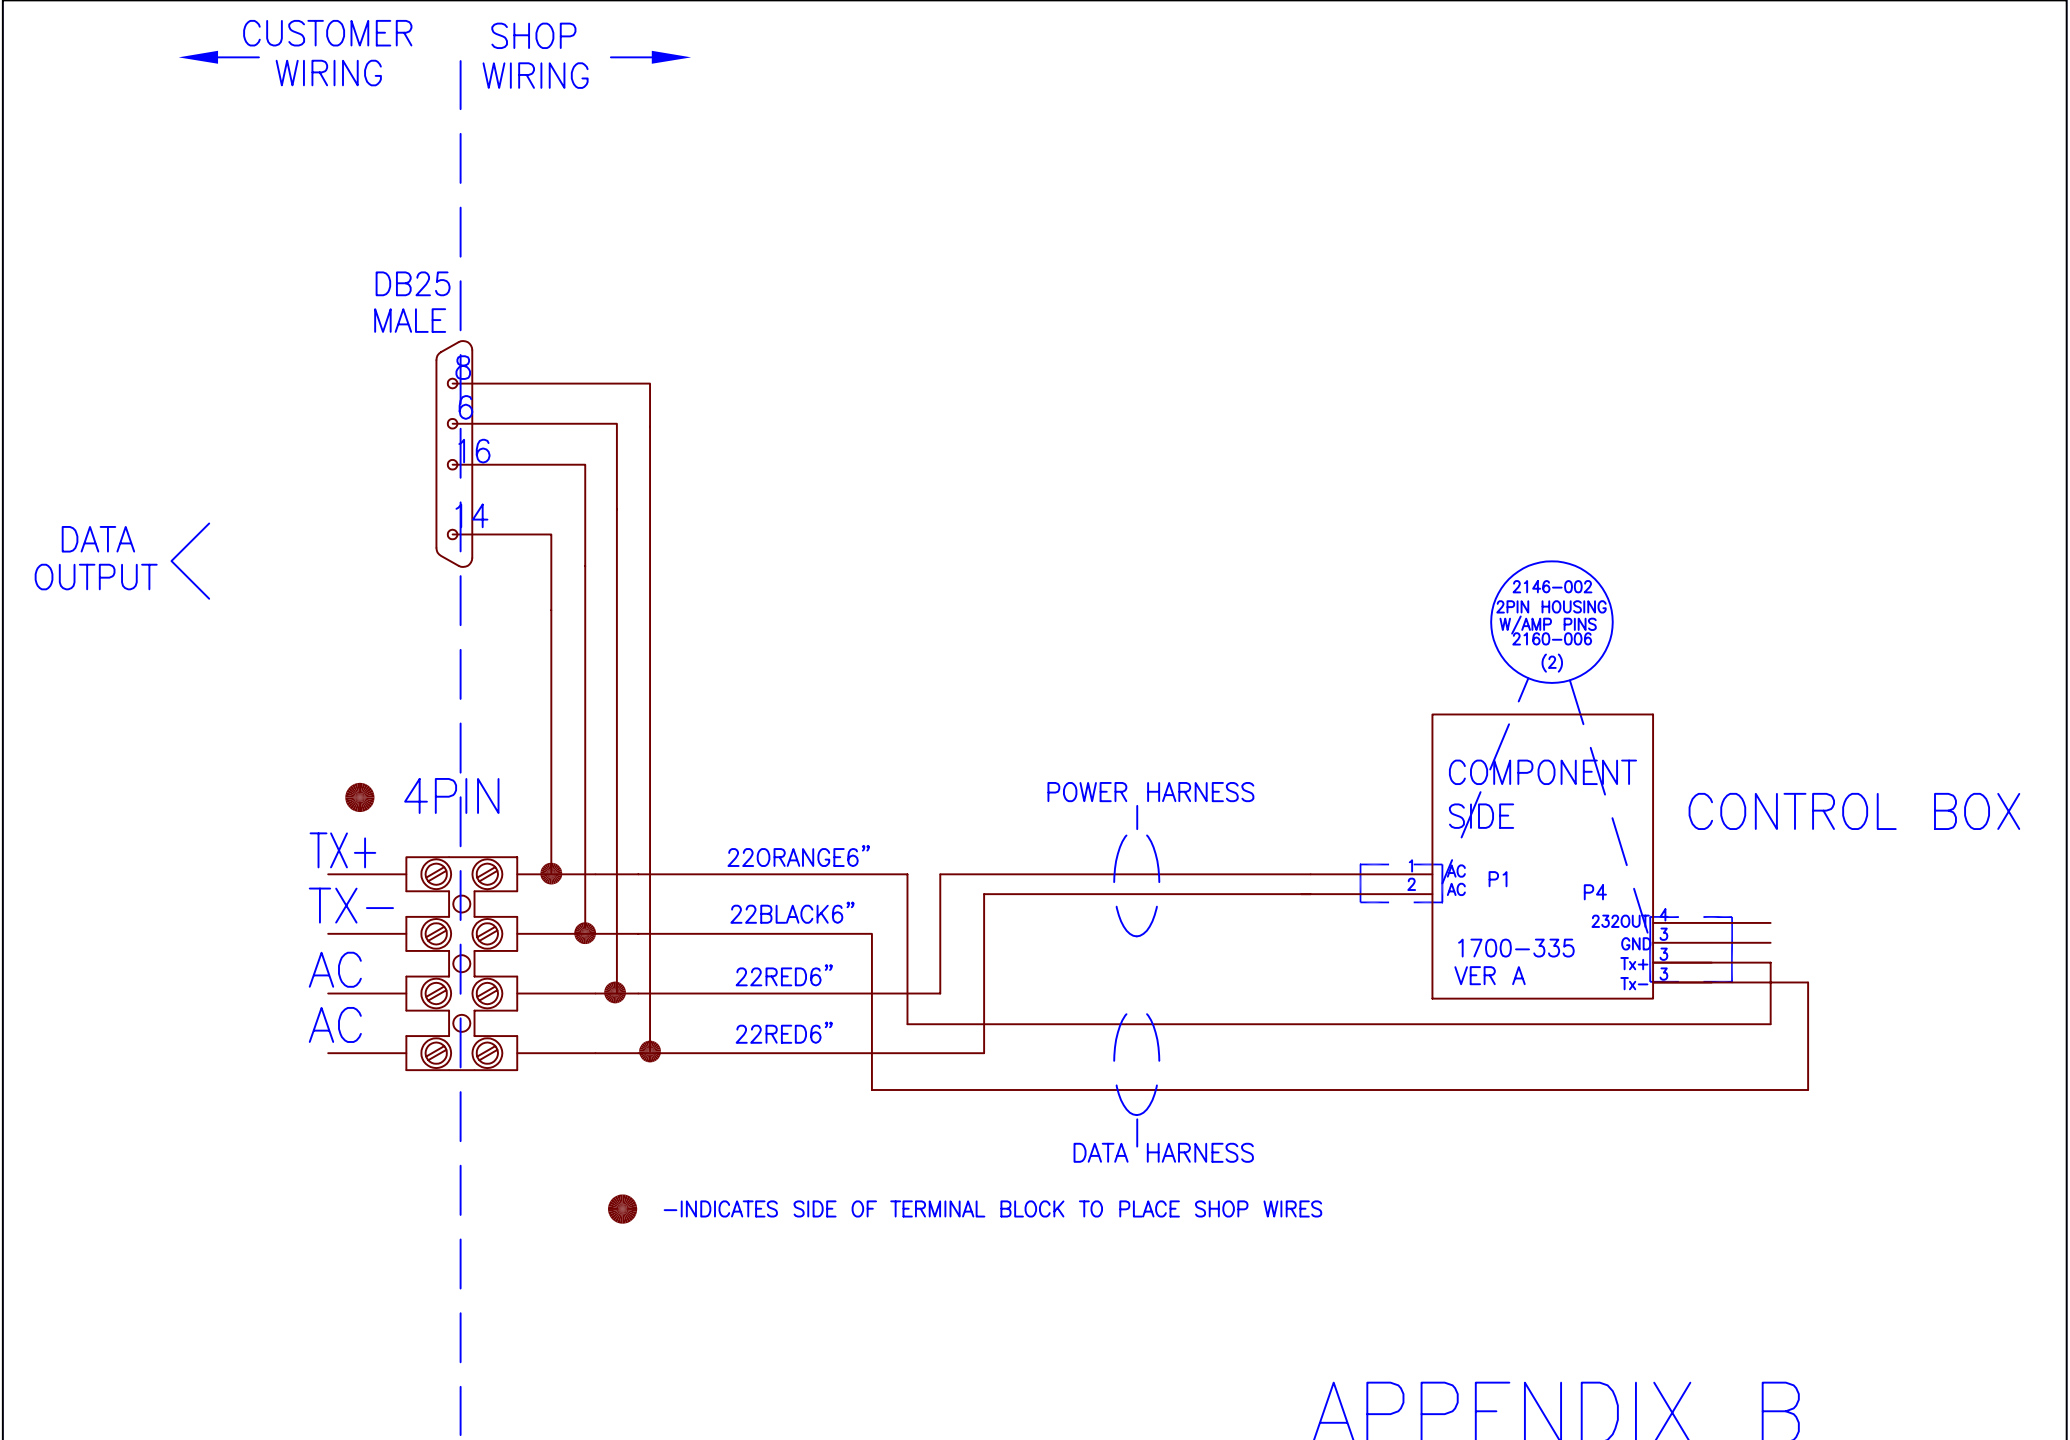 CUSTOMER
WIRING
SHOP
WIRING
DB25
MALE
8
6
16
14
DATA
OUTPUT
2146-002
2PIN HOUSING
W/AMP PINS
2160-006
(2)
COMPONENT
SIDE
CONTROL BOX
4PIN
POWER HARNESS
TX+
TX-
AC
AC
22ORANGE6"
22BLACK6"
22RED6"
22RED6"
1 AC
2 AC
P1
P4
232OUT 4
GND 3
Tx+ 3
Tx- 3
1700-335
VER A
DATA HARNESS
-INDICATES SIDE OF TERMINAL BLOCK TO PLACE SHOP WIRES
APPENDIX B